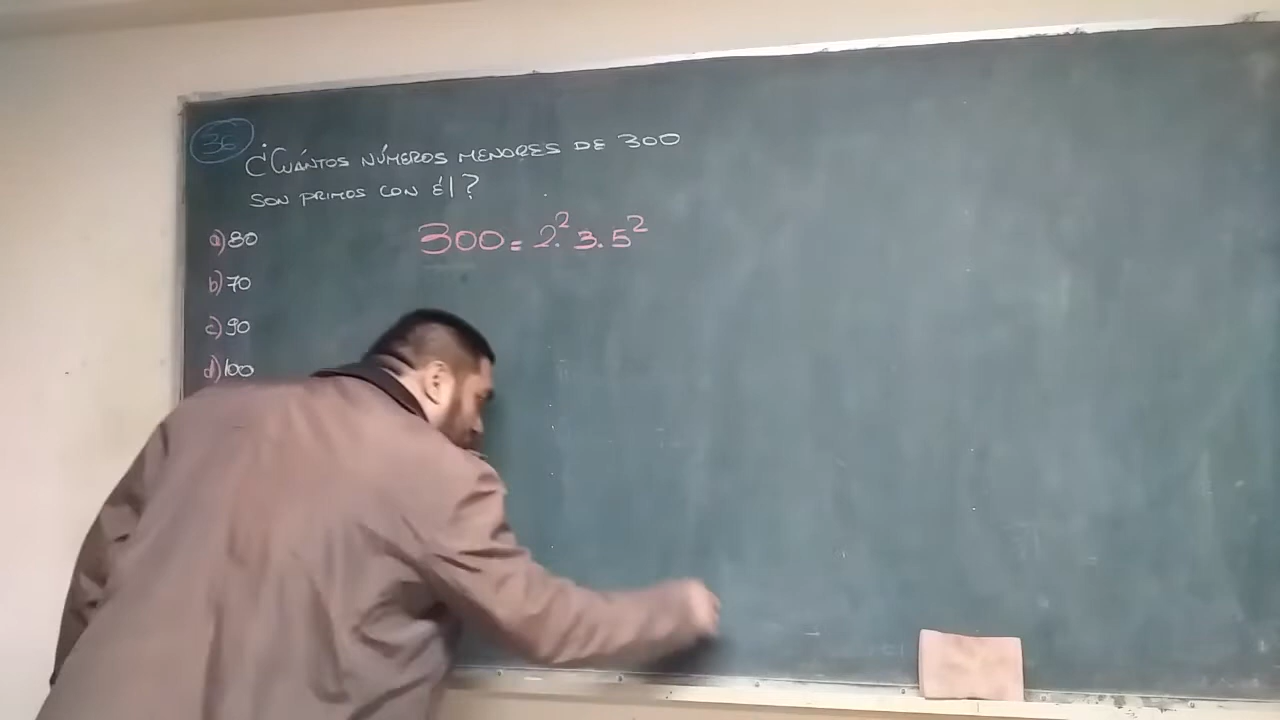 36
¿CUÁNTOS NÚMEROS MENORES DE 300
SON PRIMOS CON ÉL?
a) 80
b) 70
c) 90
d) 100
300 = 2².3.5²